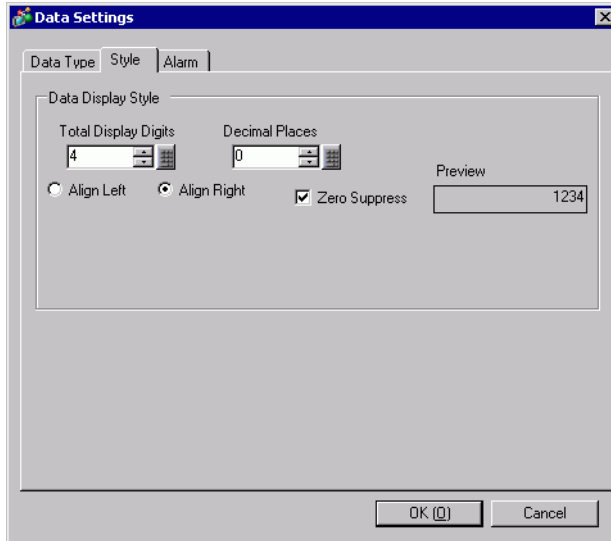 Data Settings
Data Type Style Alarm
Data Display Style
Total Display Digits Decimal Places
4 0
Preview
Align Left Align Right Zero Suppress 1234
OK (O) Cancel